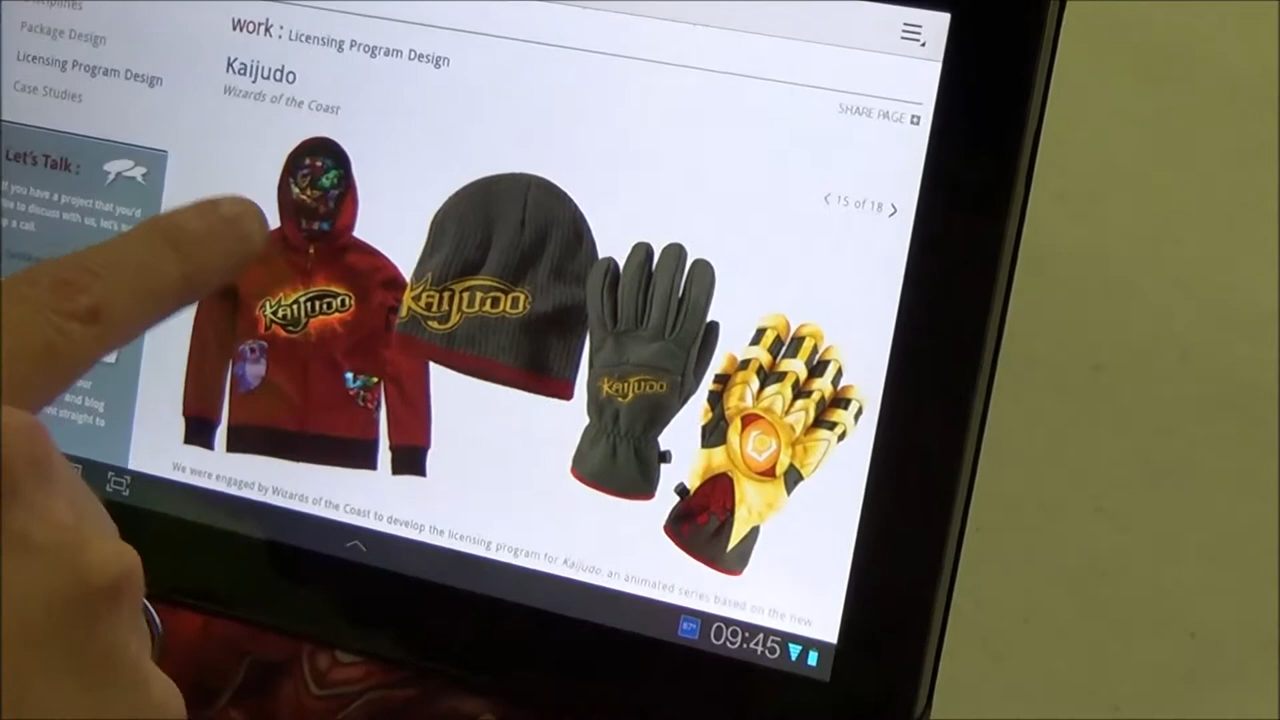 Disciplines
Package Design
Licensing Program Design
Case Studies
work : Licensing Program Design
Kaijudo
Wizards of the Coast
SHARE PAGE
15 of 18
Let's Talk :
If you have a project that you'd
to discuss with us, let's
a call.
our
and blog
straight to
KAIJUDO
KAIJUDO
KAIJUDO
We were engaged by Wizards of the Coast to develop the licensing program for Kaijudo, an animated series based on the new
87°
09:45